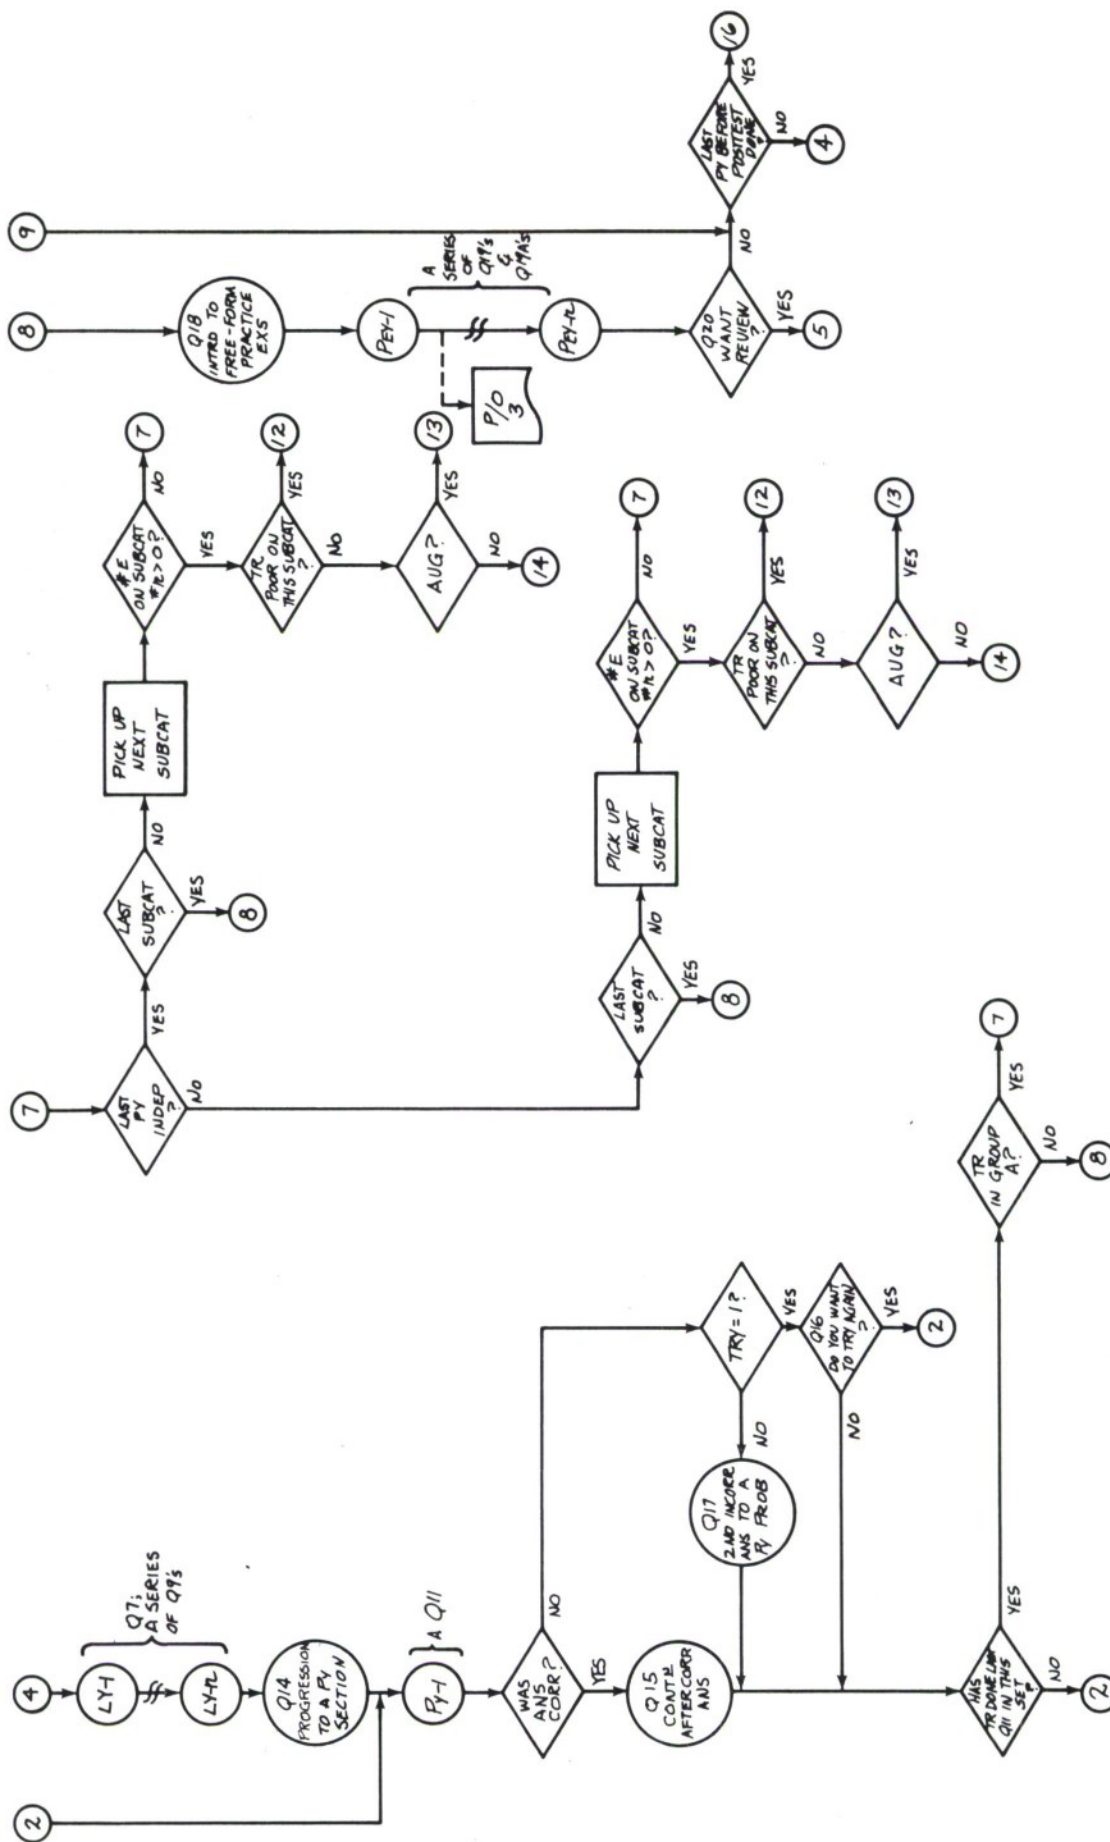 2
4
LY-1
LY-n
Q7;
A SERIES
OF Q9's
Q14
PROGRESSION
TO A PY
SECTION
PY-1
A Q11
WAS
ANS
CORR?
NO
YES
Q15
CONT'N
AFTER CORR
ANS
TRY = 1?
YES
NO
Q16
DO YOU WANT
TO TRY AGAIN
?
YES
2
NO
Q17
2ND INCORR
ANS TO A
PY PROB
HAS
TR DONE LAST
Q11 IN THIS
SET?
NO
2
YES
TR
IN GROUP
A?
YES
7
NO
8
7
LAST
PY
INDEP
?
YES
NO
LAST
SUBCAT
?
YES
8
NO
PICK UP
NEXT
SUBCAT
#E
ON SUBCAT
#n > 0?
NO
7
YES
TR
POOR ON
THIS SUBCAT
?
YES
12
NO
AUG?
YES
13
NO
14
LAST
SUBCAT
?
YES
8
NO
PICK UP
NEXT
SUBCAT
#E
ON SUBCAT
#n > 0?
NO
7
YES
TR
POOR ON
THIS SUBCAT
?
YES
12
NO
AUG?
YES
13
NO
14
8
9
Q18
INTRD TO
FREE-FORM
PRACTICE
EXS
PEY-1
PEY-n
A
SERIES
OF
Q19's
&
Q19A's
P/O
3
Q20
WANT
REVIEW
?
YES
5
NO
LAST
PY BEFORE
POSITEST
DONE
?
YES
16
NO
4